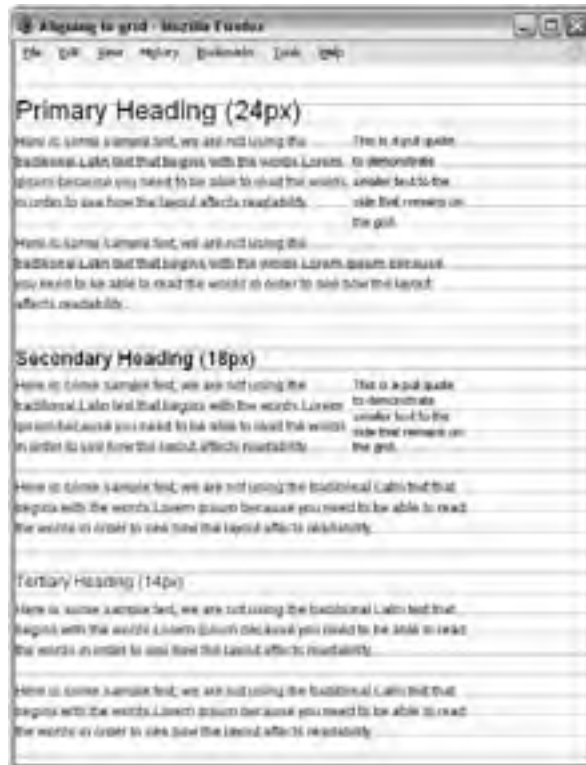 Aligning to grid - Mozilla Firefox
File Edit View History Bookmarks Tools Help
Primary Heading (24px)
Here is some sample text, we are not using the
traditional Latin text that begins with the words Lorem
ipsum because you need to be able to read the words
in order to see how the layout affects readability.
This is a pull quote
to demonstrate
smaller text to the
side that remains on
the grid.
Here is some sample text, we are not using the
traditional Latin text that begins with the words Lorem ipsum because
you need to be able to read the words in order to see how the layout
affects readability.
Secondary Heading (18px)
Here is some sample text, we are not using the
traditional Latin text that begins with the words Lorem
ipsum because you need to be able to read the words
in order to see how the layout affects readability.
This is a pull quote
to demonstrate
smaller text to the
side that remains on
the grid.
Here is some sample text, we are not using the traditional Latin text that
begins with the words Lorem ipsum because you need to be able to read
the words in order to see how the layout affects readability.
Tertiary Heading (14px)
Here is some sample text, we are not using the traditional Latin text that
begins with the words Lorem ipsum because you need to be able to read
the words in order to see how the layout affects readability.
Here is some sample text, we are not using the traditional Latin text that
begins with the words Lorem ipsum because you need to be able to read
the words in order to see how the layout affects readability.